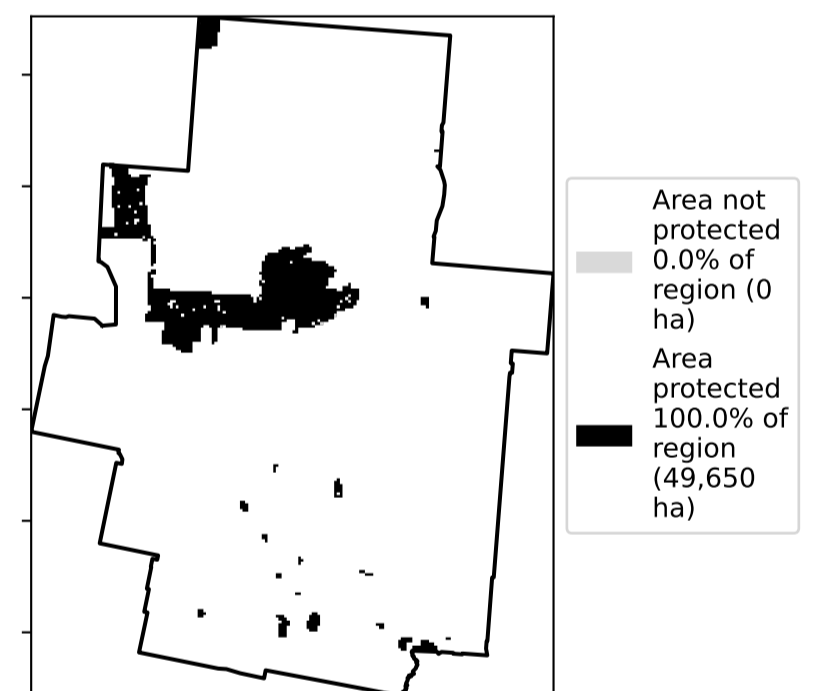 Area not
protected
0.0% of
region (0
ha)
Area
protected
100.0% of
region
(49,650
ha)